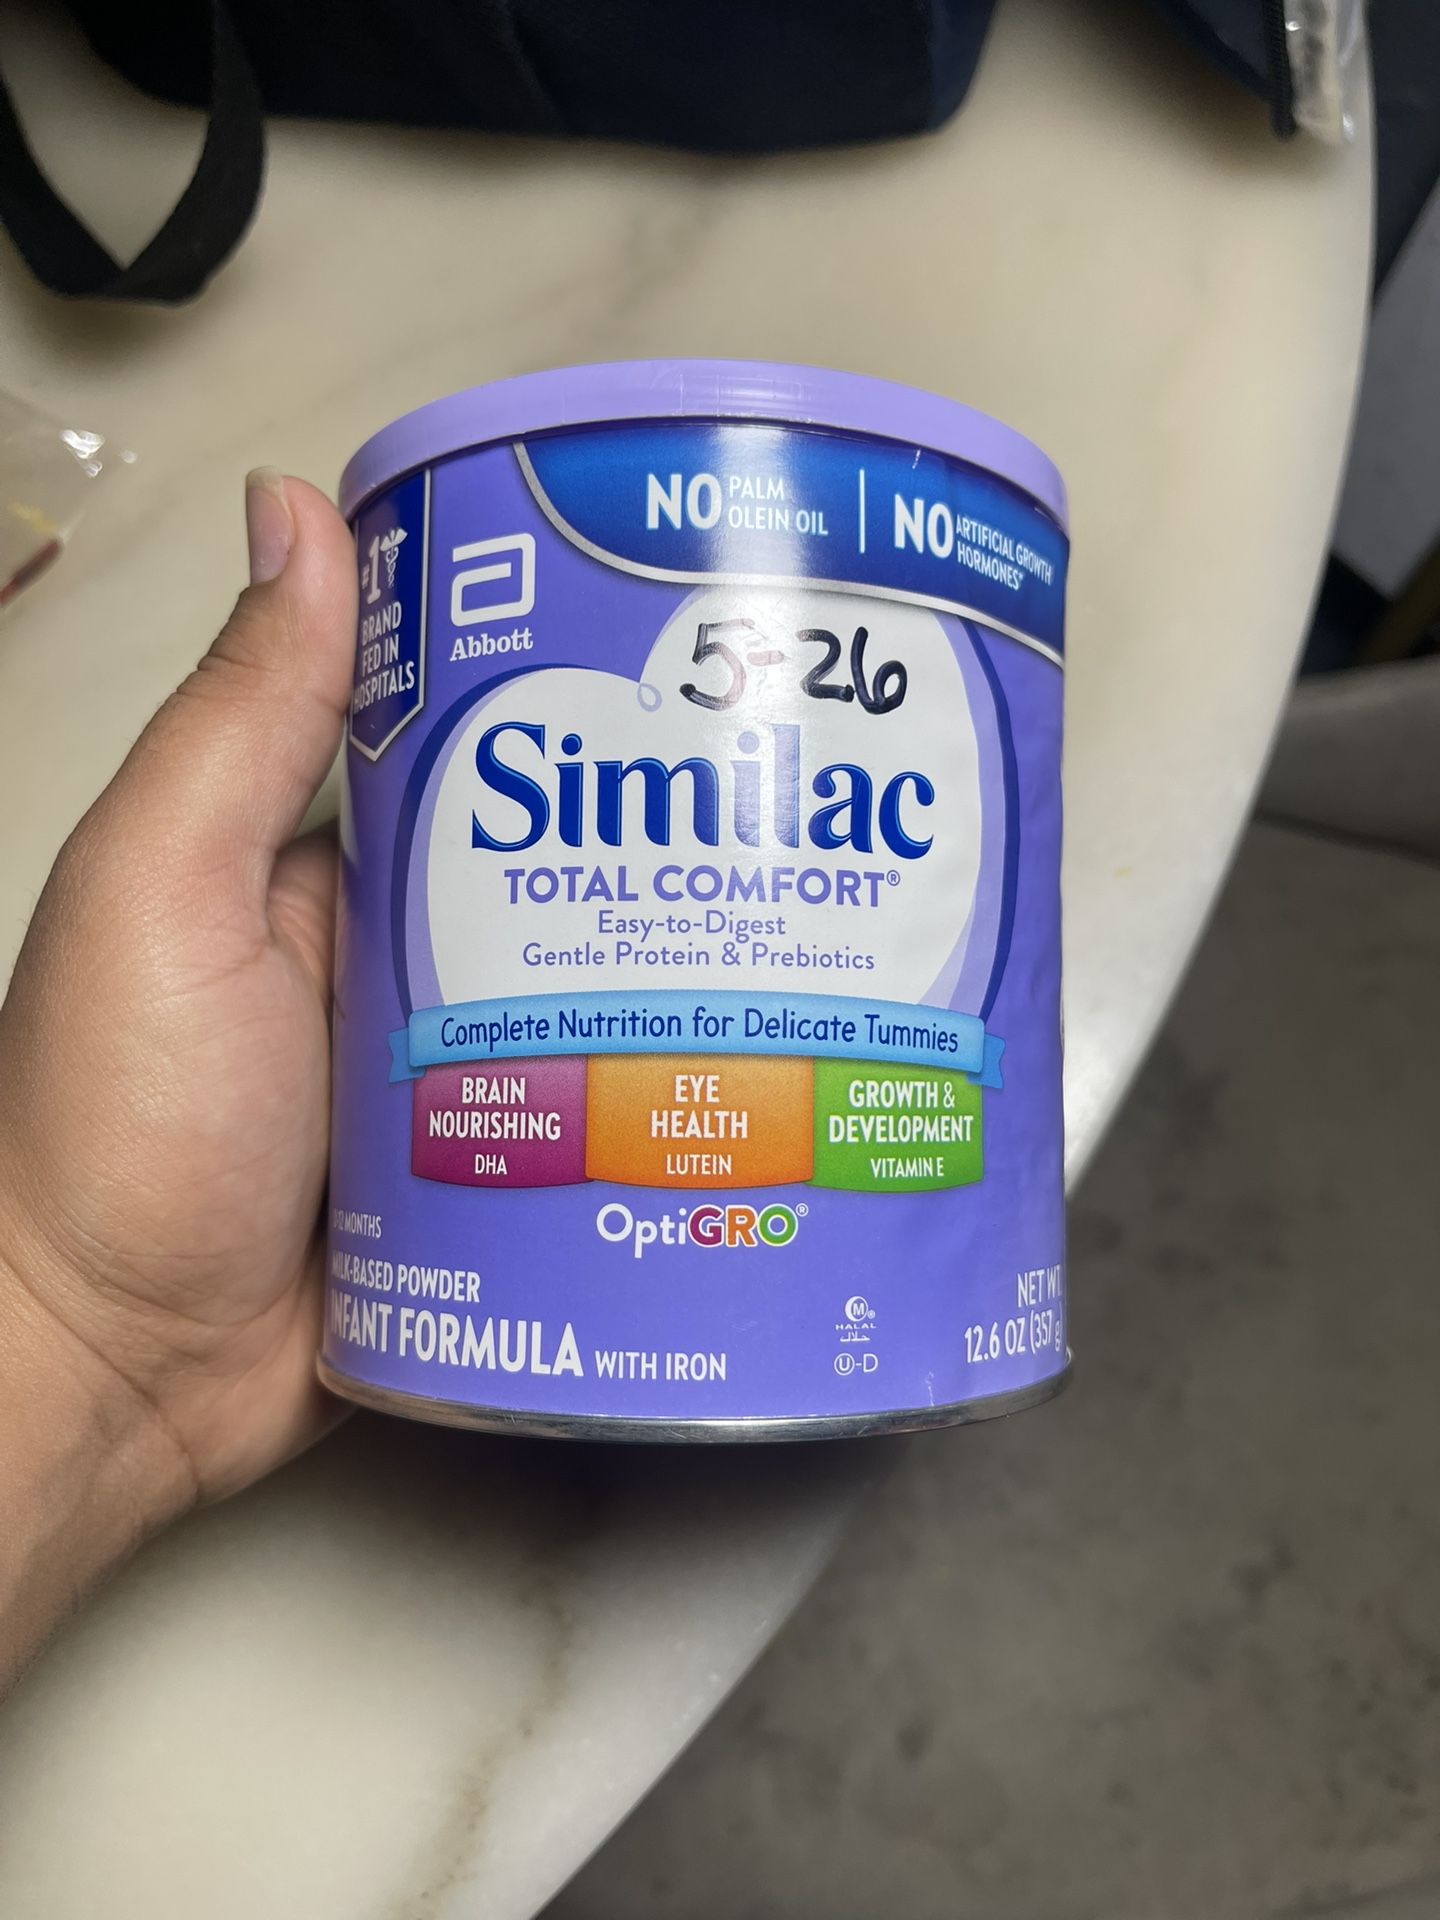 NO PALM OLEIN OIL | NO ARTIFICIAL GROWTH HORMONES*
#1 BRAND FED IN HOSPITALS
Abbott
5-26
Similac
TOTAL COMFORT®
Easy-to-Digest
Gentle Protein & Prebiotics
Complete Nutrition for Delicate Tummies
BRAIN NOURISHING DHA
EYE HEALTH LUTEIN
GROWTH & DEVELOPMENT VITAMIN E
OptiGRO®
0-12 MONTHS
MILK-BASED POWDER
INFANT FORMULA WITH IRON
M®
HALAL
حلال
U-D
NET WT.
12.6 OZ (357 g)